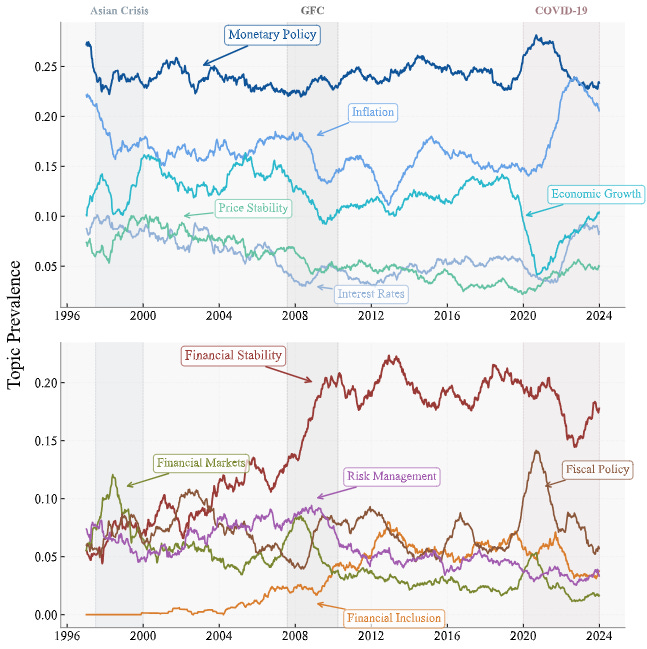 Asian Crisis GFC COVID-19
Monetary Policy
Inflation
Economic Growth
Price Stability
Interest Rates
0.25
0.20
0.15
0.10
0.05
1996 2000 2004 2008 2012 2016 2020 2024
Topic Prevalence
Financial Stability
Financial Markets
Risk Management
Fiscal Policy
Financial Inclusion
0.20
0.15
0.10
0.05
0.00
1996 2000 2004 2008 2012 2016 2020 2024